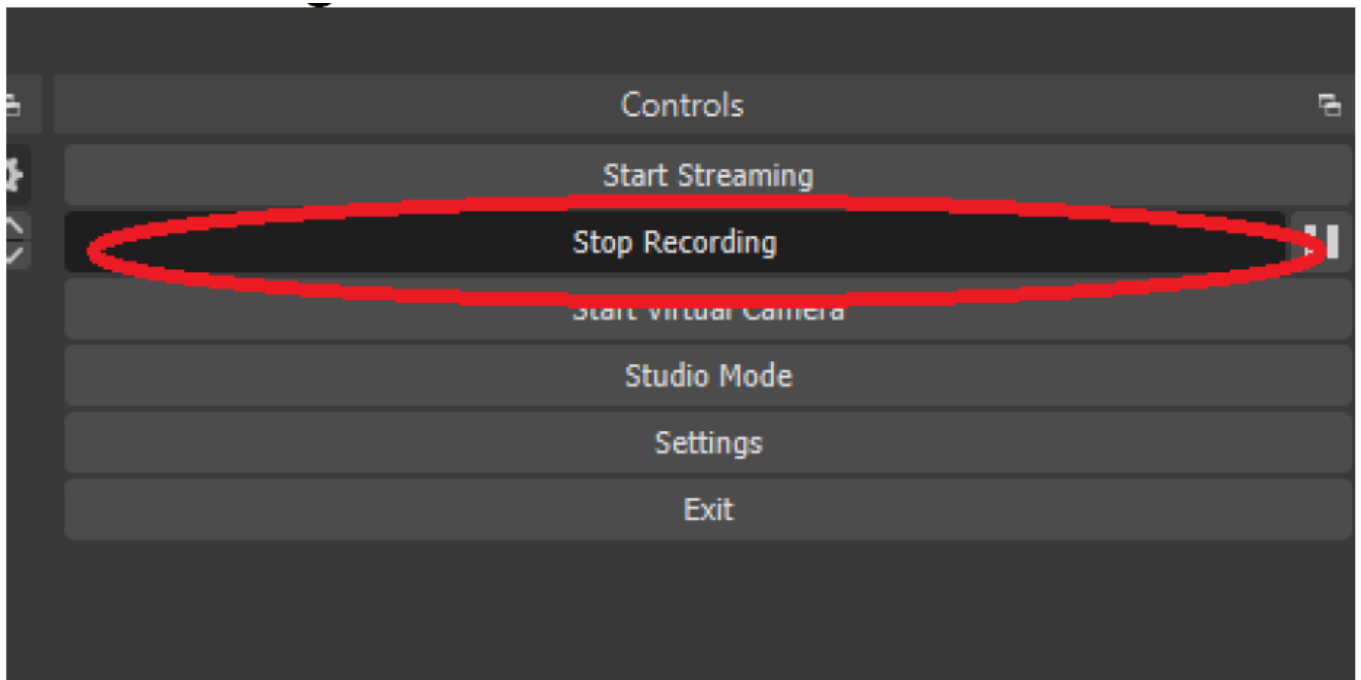 Controls
Start Streaming
Stop Recording
Start Virtual Camera
Studio Mode
Settings
Exit